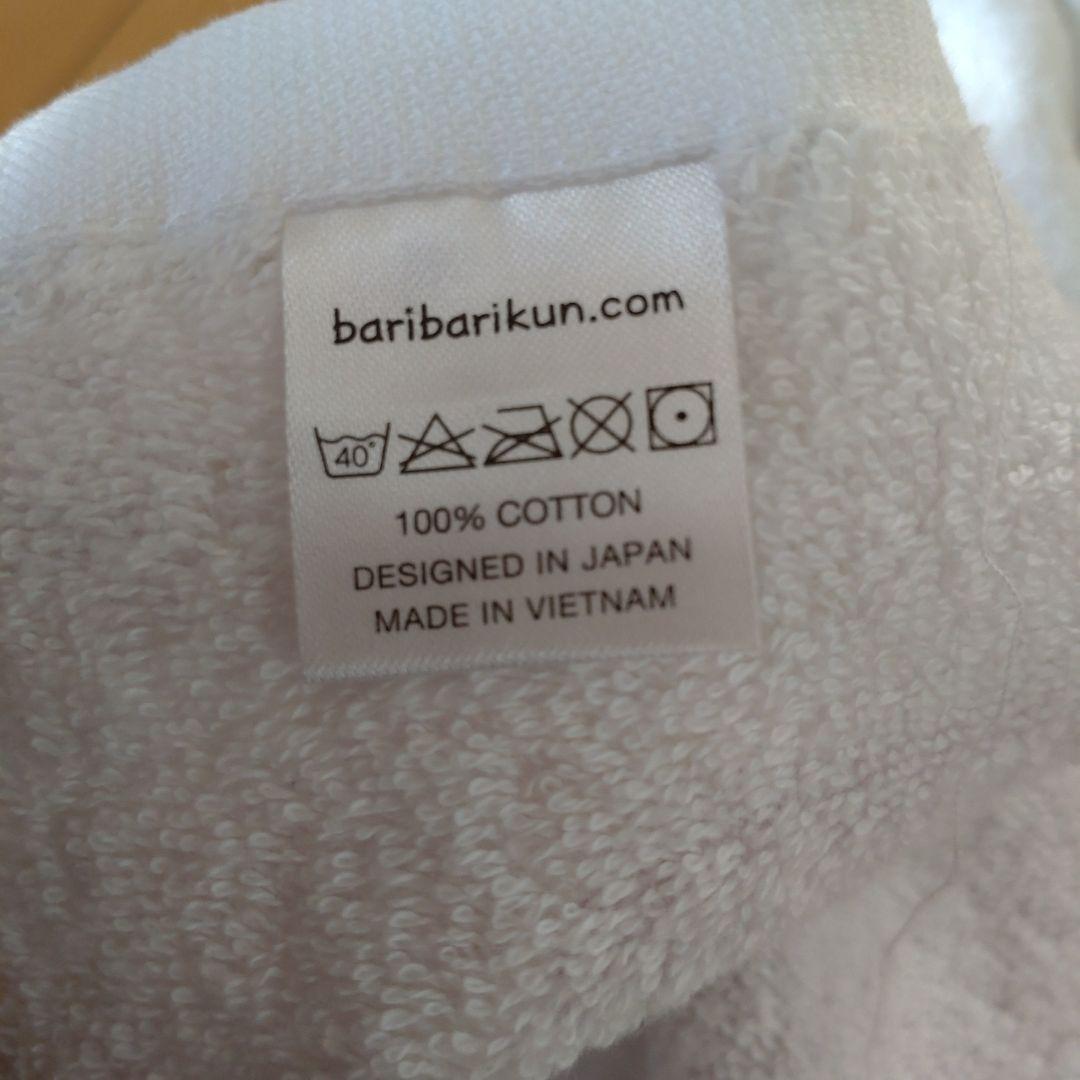 baribarikun.com
40°
100% COTTON
DESIGNED IN JAPAN
MADE IN VIETNAM